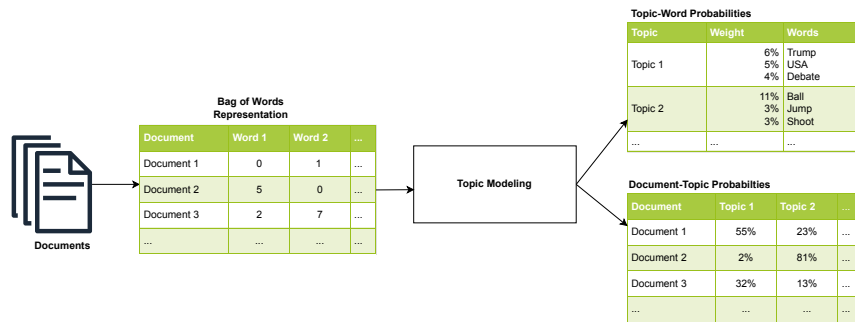 Documents
Bag of Words
Representation
Document Word 1 Word 2 ...
Document 1 0 1 ...
Document 2 5 0 ...
Document 3 2 7 ...
... ... ... ...
Topic Modeling
Topic-Word Probabilities
Topic Weight Words
Topic 1
6% Trump
5% USA
4% Debate
Topic 2
11% Ball
3% Jump
3% Shoot
... ... ...
Document-Topic Probabilties
Document Topic 1 Topic 2 ...
Document 1 55% 23% ...
Document 2 2% 81% ...
Document 3 32% 13% ...
... ... ... ...